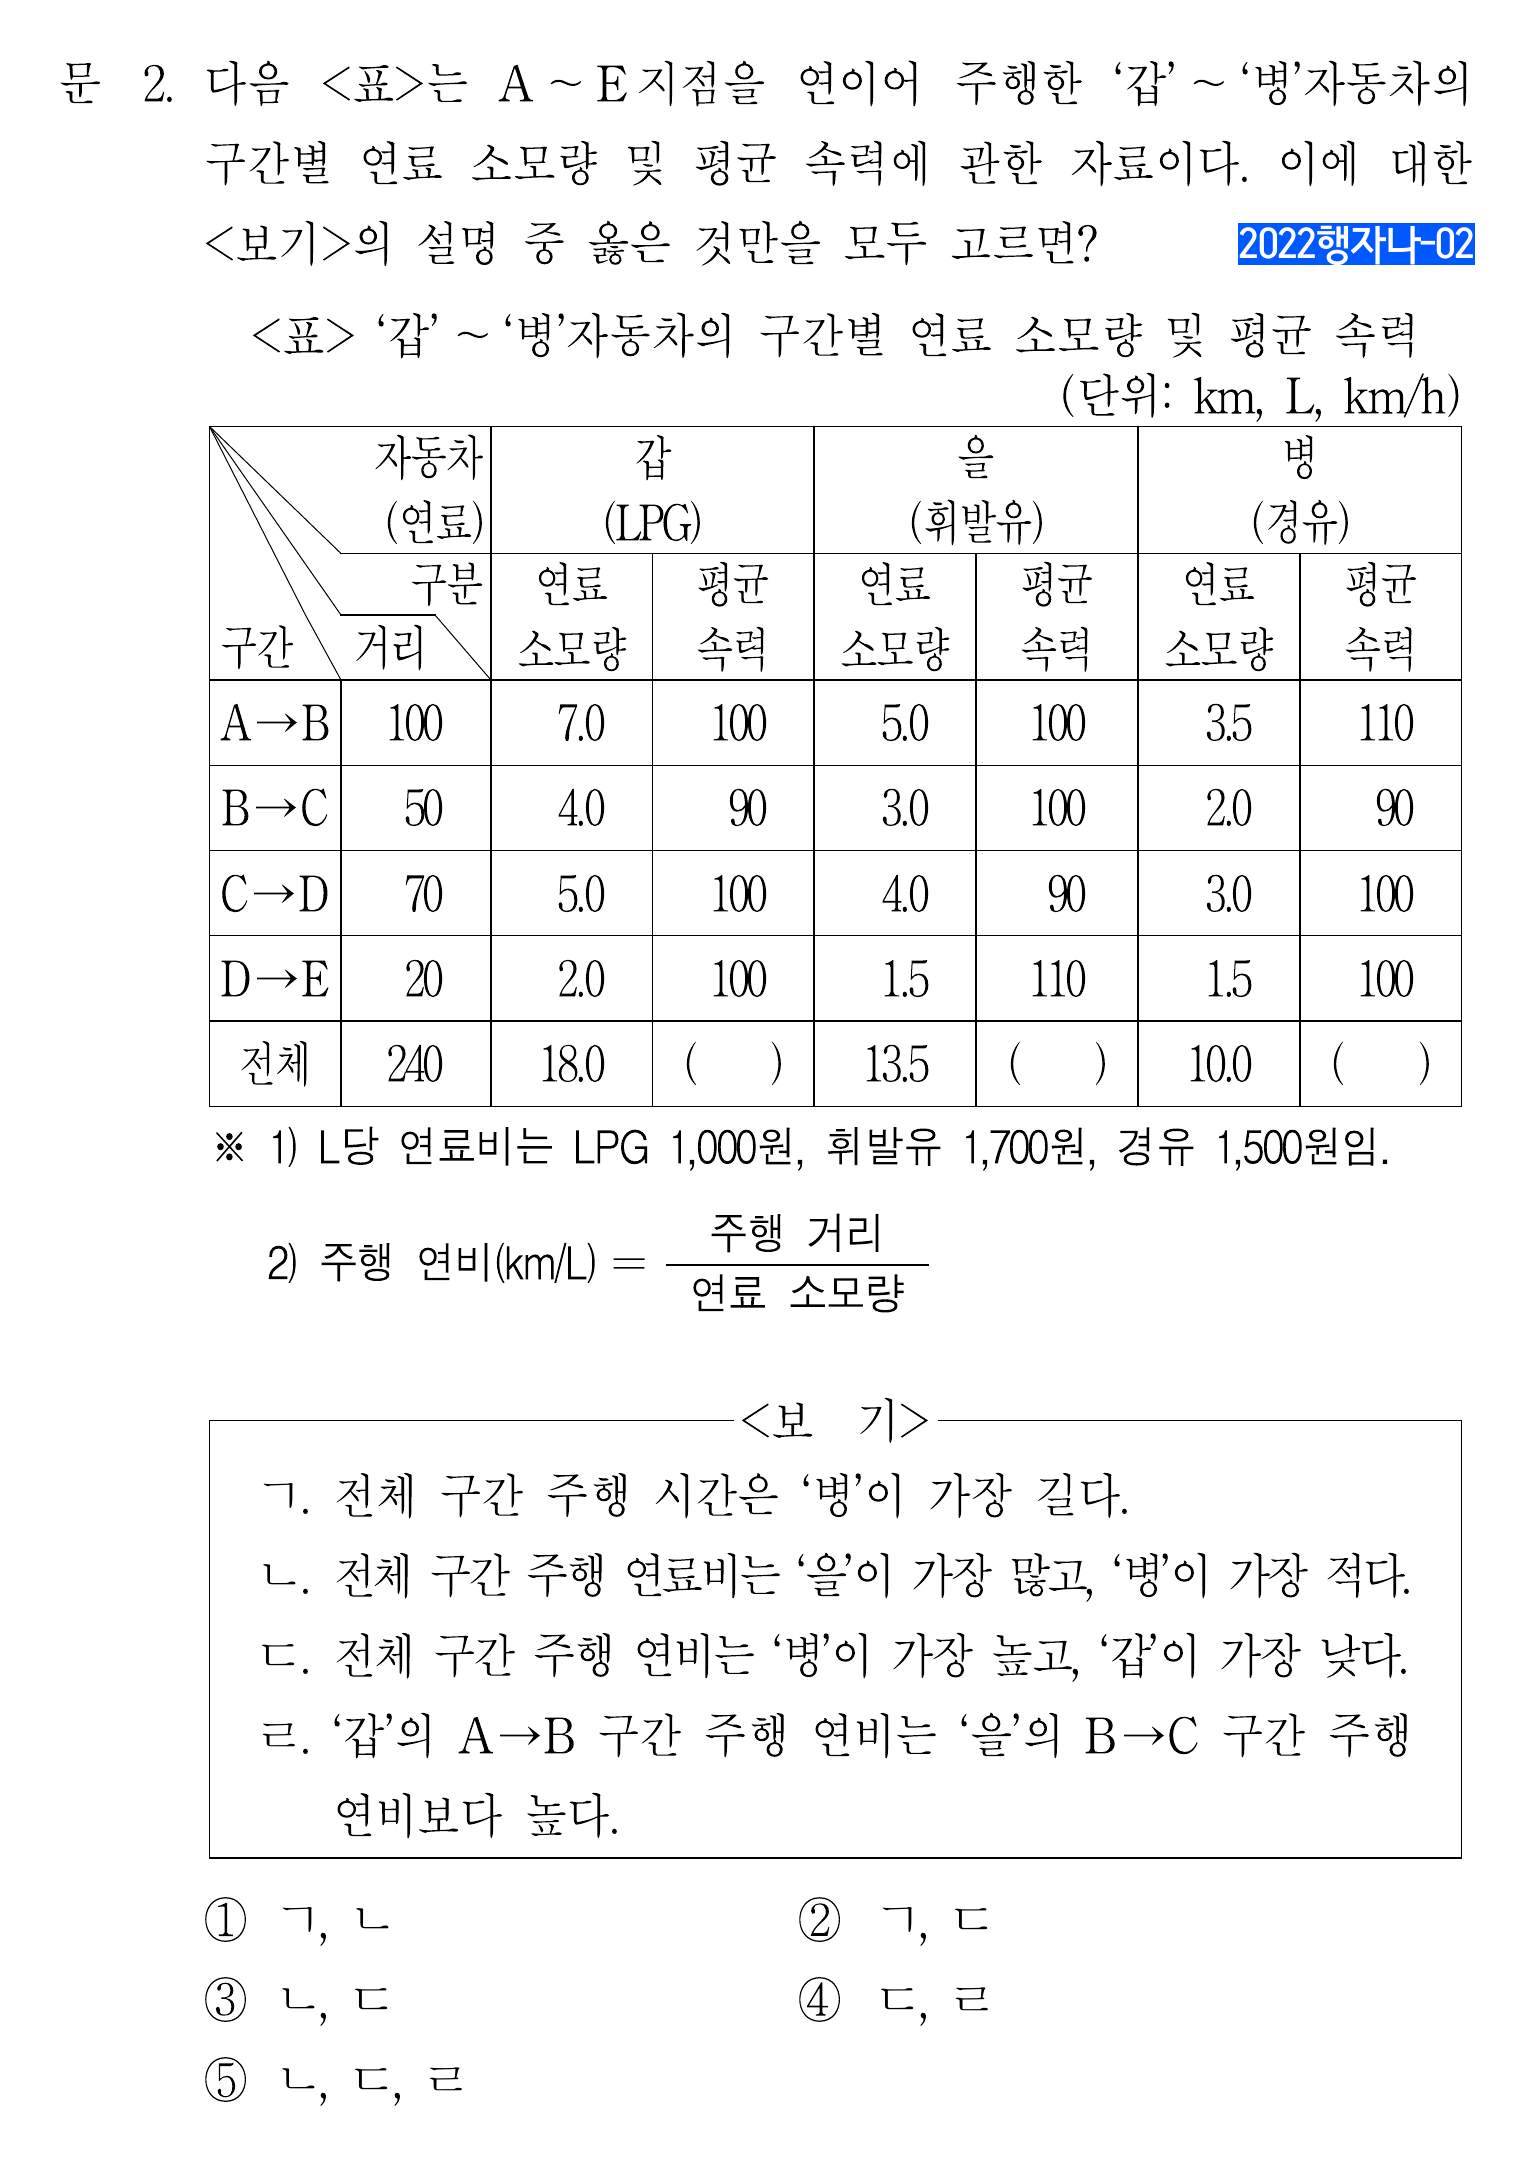 문 2. 다음 <표>는 A ~ E지점을 연이어 주행한 ‘갑’ ~ ‘병’자동차의
구간별 연료 소모량 및 평균 속력에 관한 자료이다. 이에 대한
<보기>의 설명 중 옳은 것만을 모두 고르면? 2022행자나-02
<표> ‘갑’ ~ ‘병’자동차의 구간별 연료 소모량 및 평균 속력
(단위: km, L, km/h)
자동차 갑 을 병
(연료) (LPG) (휘발유) (경유)
구분 연료 평균 연료 평균 연료 평균
구간 거리 소모량 속력 소모량 속력 소모량 속력
A→B 100 7.0 100 5.0 100 3.5 110
B→C 50 4.0 90 3.0 100 2.0 90
C→D 70 5.0 100 4.0 90 3.0 100
D→E 20 2.0 100 1.5 110 1.5 100
전체 240 18.0 ( ) 13.5 ( ) 10.0 ( )
※ 1) L당 연료비는 LPG 1,000원, 휘발유 1,700원, 경유 1,500원임.
주행 거리
2) 주행 연비(km/L) =
연료 소모량
<보 기>
ㄱ. 전체 구간 주행 시간은 ‘병’이 가장 길다.
ㄴ. 전체 구간 주행 연료비는 ‘을’이 가장 많고, ‘병’이 가장 적다.
ㄷ. 전체 구간 주행 연비는 ‘병’이 가장 높고, ‘갑’이 가장 낮다.
ㄹ. ‘갑’의 A→B 구간 주행 연비는 ‘을’의 B→C 구간 주행
연비보다 높다.
① ㄱ, ㄴ ② ㄱ, ㄷ
③ ㄴ, ㄷ ④ ㄷ, ㄹ
⑤ ㄴ, ㄷ, ㄹ